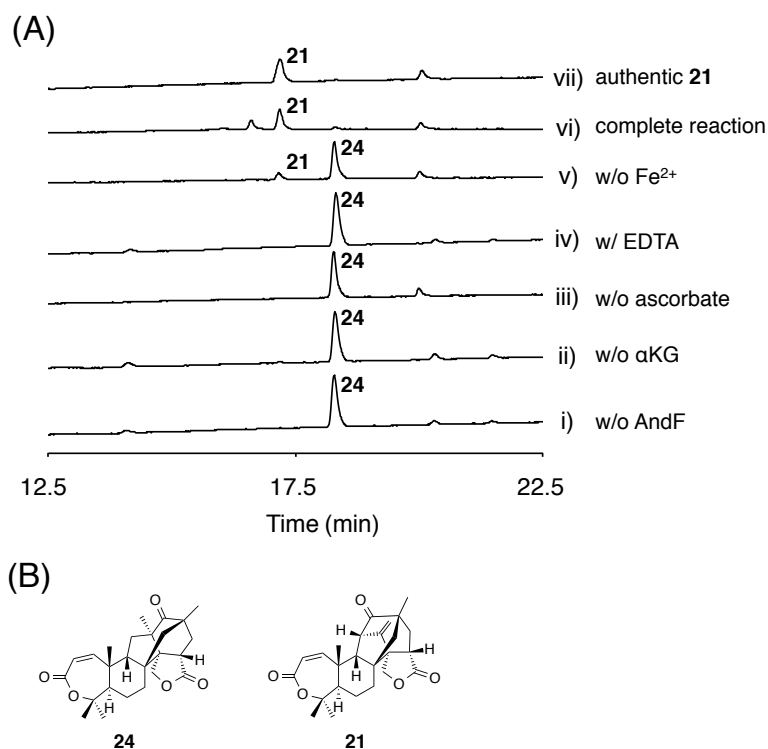 (A)
21
vii) authentic 21
21
vi) complete reaction
21 24
v) w/o Fe²⁺
24
iv) w/ EDTA
24
iii) w/o ascorbate
24
ii) w/o αKG
24
i) w/o AndF
12.5 17.5 22.5
Time (min)
(B)
O
O
H
H
H
O
O
O
O
H
24
O
H
H
H
O
O
O
O
H
21